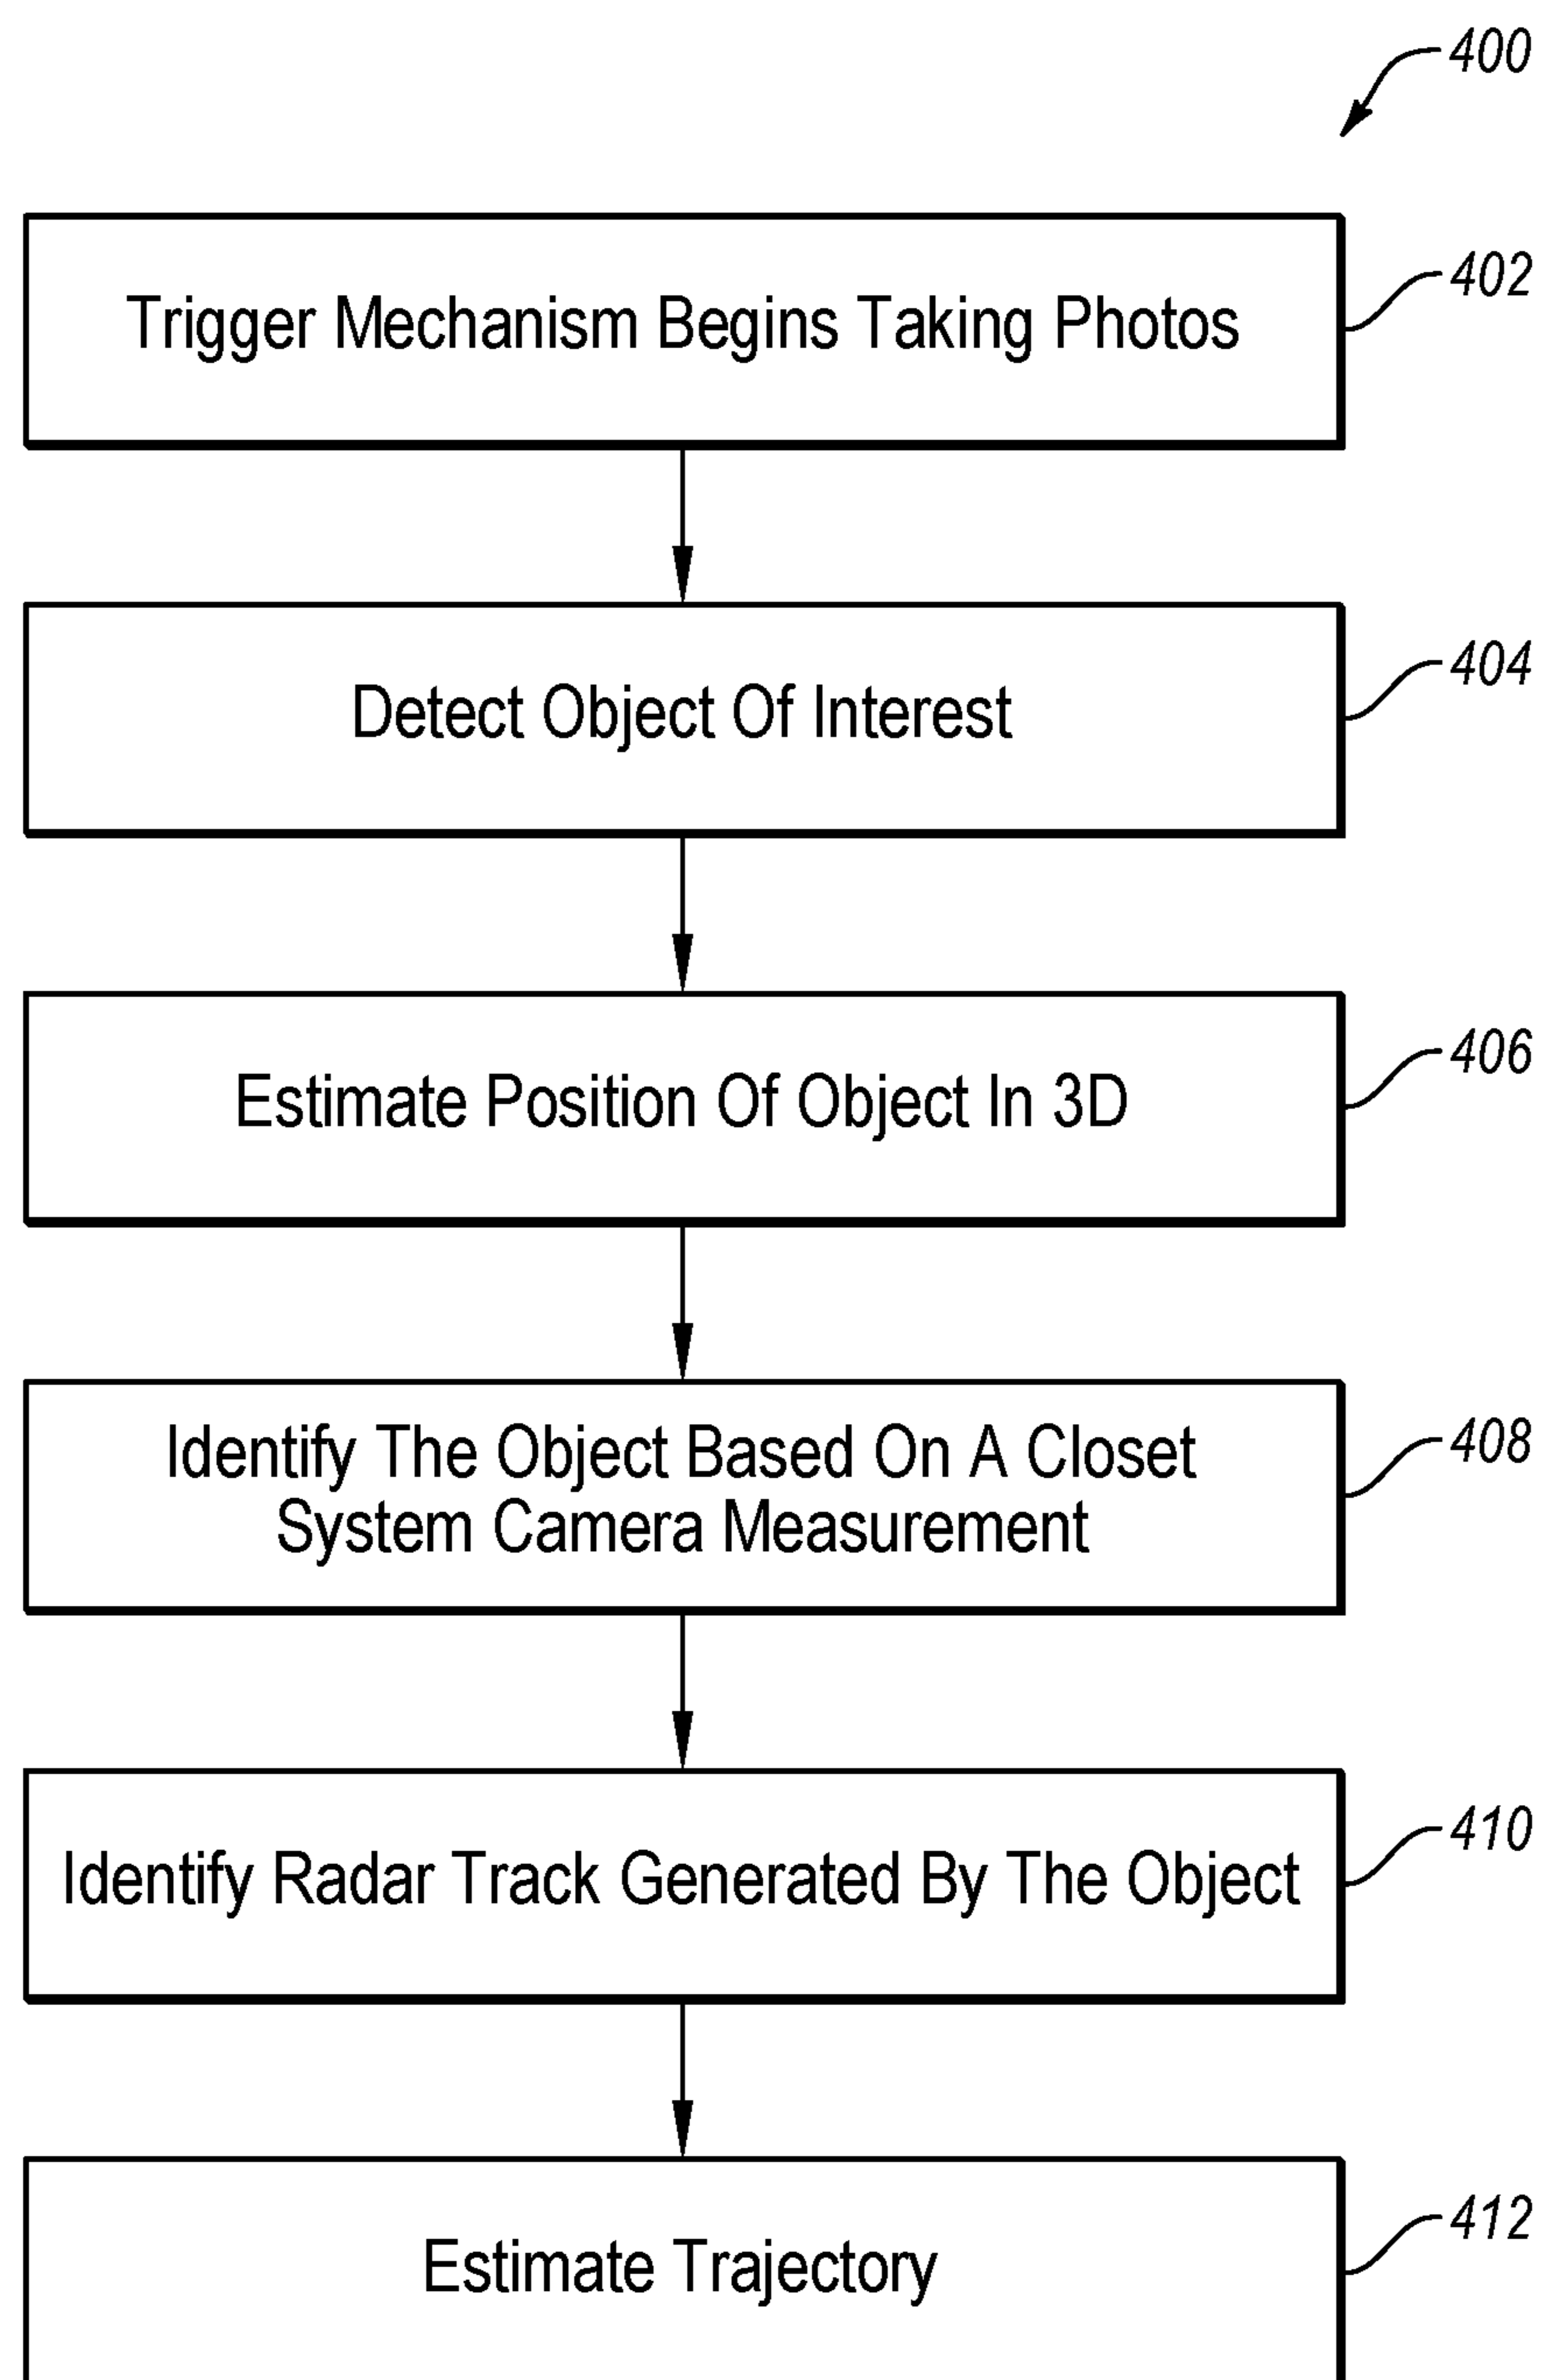 400
Trigger Mechanism Begins Taking Photos
402
Detect Object Of Interest
404
Estimate Position Of Object In 3D
406
Identify The Object Based On A Closet
System Camera Measurement
408
Identify Radar Track Generated By The Object
410
Estimate Trajectory
412